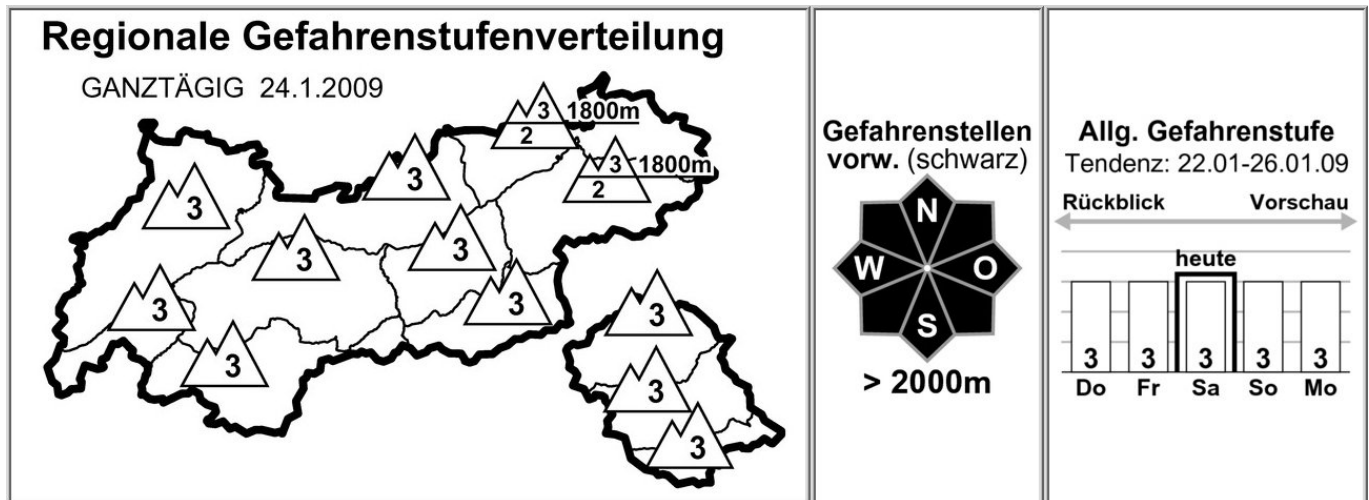 Regionale Gefahrenstufenverteilung
GANZTÄGIG 24.1.2009
3 1800m
2
3 1800m
2
3
3
3
3
3
3
3
3
3
3
Gefahrenstellen
vorw. (schwarz)
N
W O
S
> 2000m
Allg. Gefahrenstufe
Tendenz: 22.01-26.01.09
Rückblick Vorschau
heute
3 3 3 3 3
Do Fr Sa So Mo